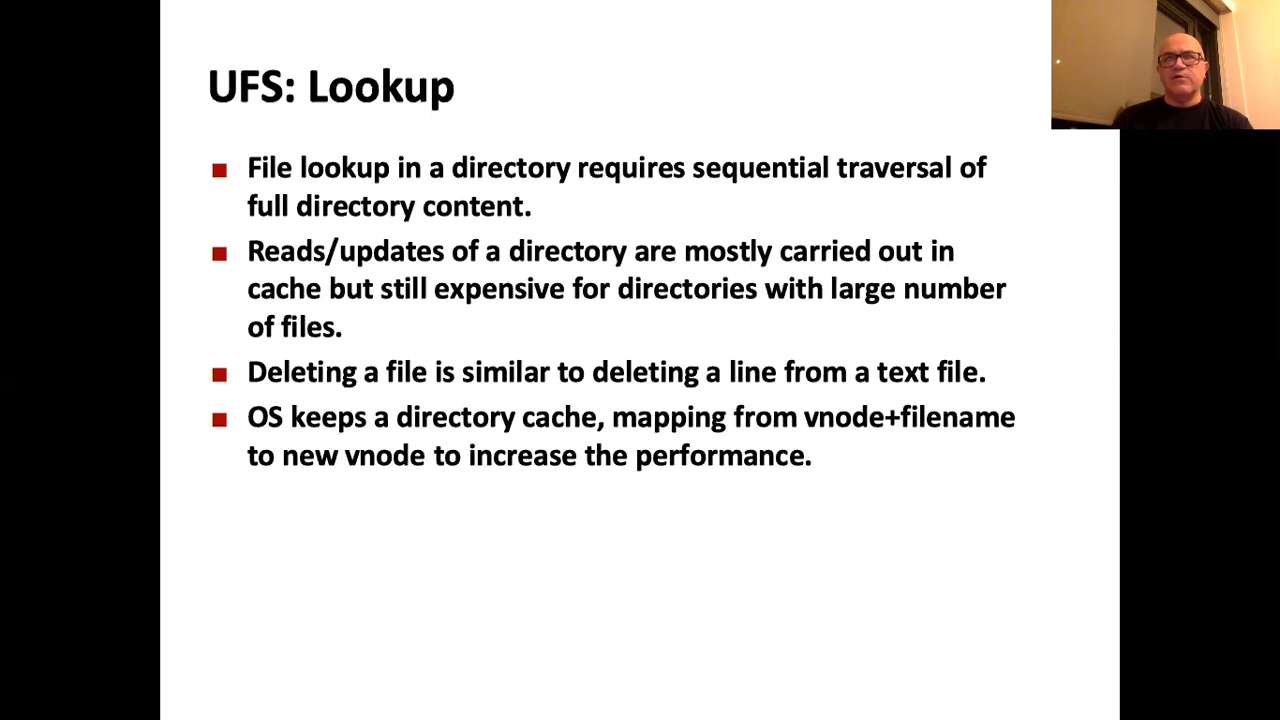 UFS: Lookup
File lookup in a directory requires sequential traversal of
full directory content.
Reads/updates of a directory are mostly carried out in
cache but still expensive for directories with large number
of files.
Deleting a file is similar to deleting a line from a text file.
OS keeps a directory cache, mapping from vnode+filename
to new vnode to increase the performance.